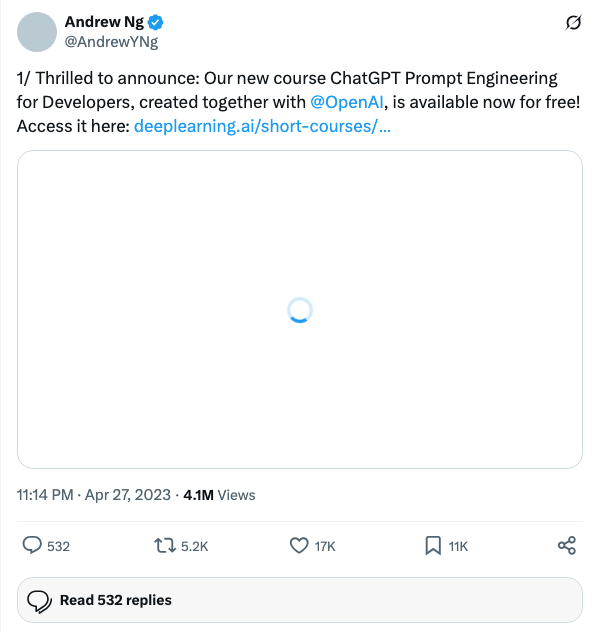 Andrew Ng
@AndrewYNg
1/ Thrilled to announce: Our new course ChatGPT Prompt Engineering
for Developers, created together with @OpenAI, is available now for free!
Access it here: deeplearning.ai/short-courses/…
11:14 PM · Apr 27, 2023 · 4.1M Views
532 5.2K 17K 11K
Read 532 replies